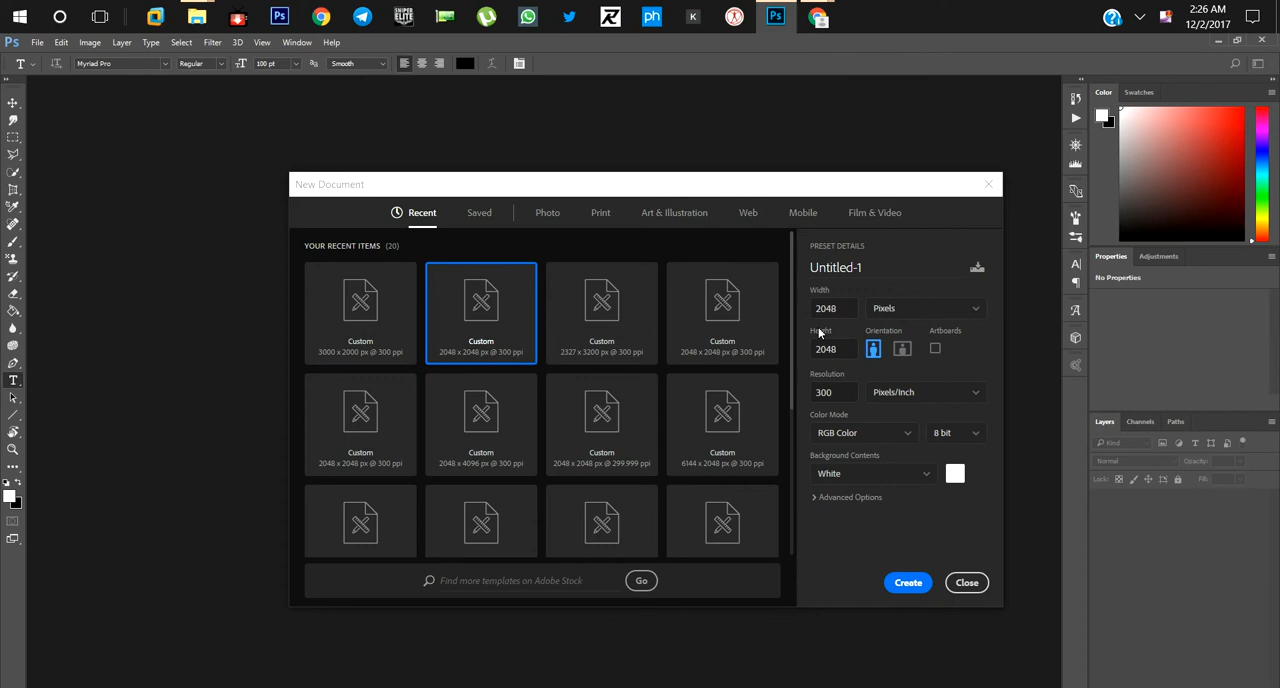 2:26 AM
12/2/2017
Ps File Edit Image Layer Type Select Filter 3D View Window Help
T Myriad Pro Regular 100 pt Smooth
Color Swatches
New Document
Recent Saved Photo Print Art & Illustration Web Mobile Film & Video
YOUR RECENT ITEMS (20)
Custom
3000 x 2000 px @ 300 ppi
Custom
2048 x 2048 px @ 300 ppi
Custom
2327 x 3200 px @ 300 ppi
Custom
2048 x 2048 px @ 300 ppi
Custom
2048 x 2048 px @ 300 ppi
Custom
2048 x 4096 px @ 300 ppi
Custom
2048 x 2048 px @ 299.999 ppi
Custom
6144 x 2048 px @ 300 ppi
Find more templates on Adobe Stock Go
PRESET DETAILS
Untitled-1
Width
2048 Pixels
Height Orientation Artboards
2048
Resolution
300 Pixels/Inch
Color Mode
RGB Color 8 bit
Background Contents
White
Advanced Options
Create Close
Properties Adjustments
No Properties
Layers Channels Paths
Kind
Normal Opacity:
Lock: Fill: